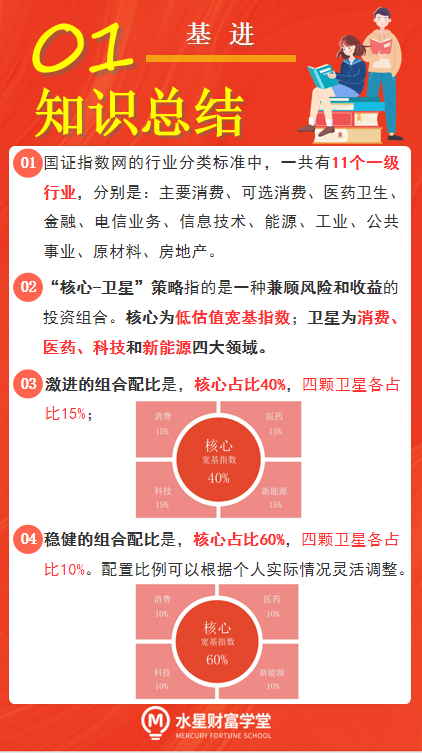 01
基 进
知识总结
01 国证指数网的行业分类标准中，一共有11个一级
行业，分别是：主要消费、可选消费、医药卫生、
金融、电信业务、信息技术、能源、工业、公共
事业、原材料、房地产。
02 “核心-卫星”策略指的是一种兼顾风险和收益的
投资组合。核心为低估值宽基指数；卫星为消费、
医药、科技和新能源四大领域。
03 激进的组合配比是，核心占比40%，四颗卫星各占
比15%；
消费
15%
医药
15%
核心
宽基指数
40%
科技
15%
新能源
15%
04 稳健的组合配比是，核心占比60%，四颗卫星各占
比10%。配置比例可以根据个人实际情况灵活调整。
消费
10%
医药
10%
核心
宽基指数
60%
科技
10%
新能源
10%
水星财富学堂
MERCURY FORTUNE SCHOOL